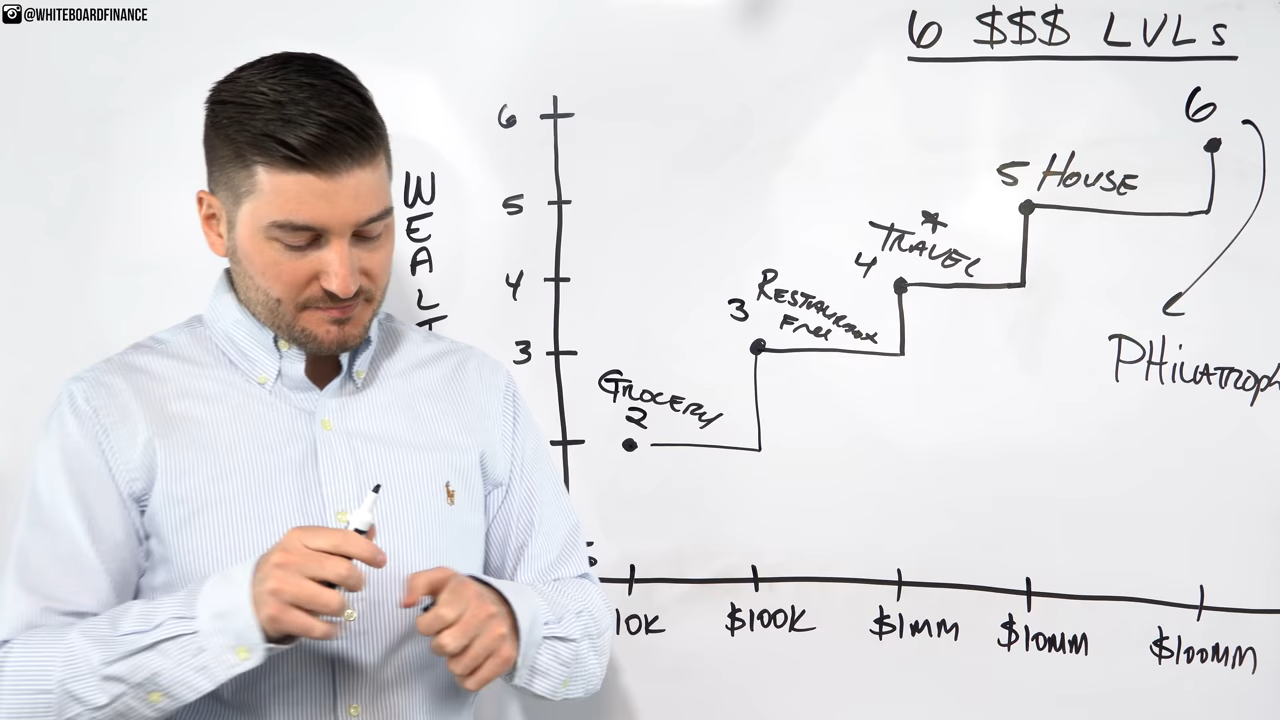 @WHITEBOARDFINANCE
6 $$$ LVLs
WEALT
6
5
4
3
GROCERY
2
3 RESTAURANT
FREE
4 TRAVEL
*
5 HOUSE
6
PHILATROPH
10K
$100K
$1MM
$10MM
$100MM